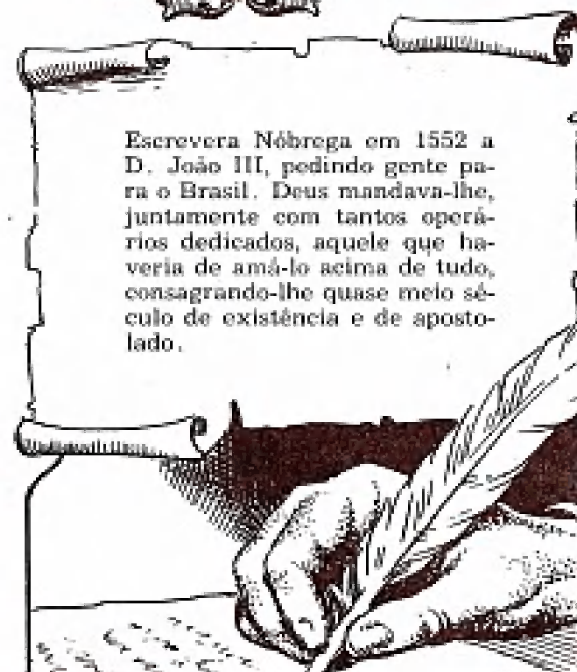 Escrevera Nóbrega em 1552 a
D. João III, pedindo gente pa-
ra o Brasil. Deus mandava-lhe,
juntamente com tantos operá-
rios dedicados, aquele que ha-
veria de amá-lo acima de tudo,
consagrando-lhe quase meio sé-
culo de existência e de aposto-
lado.